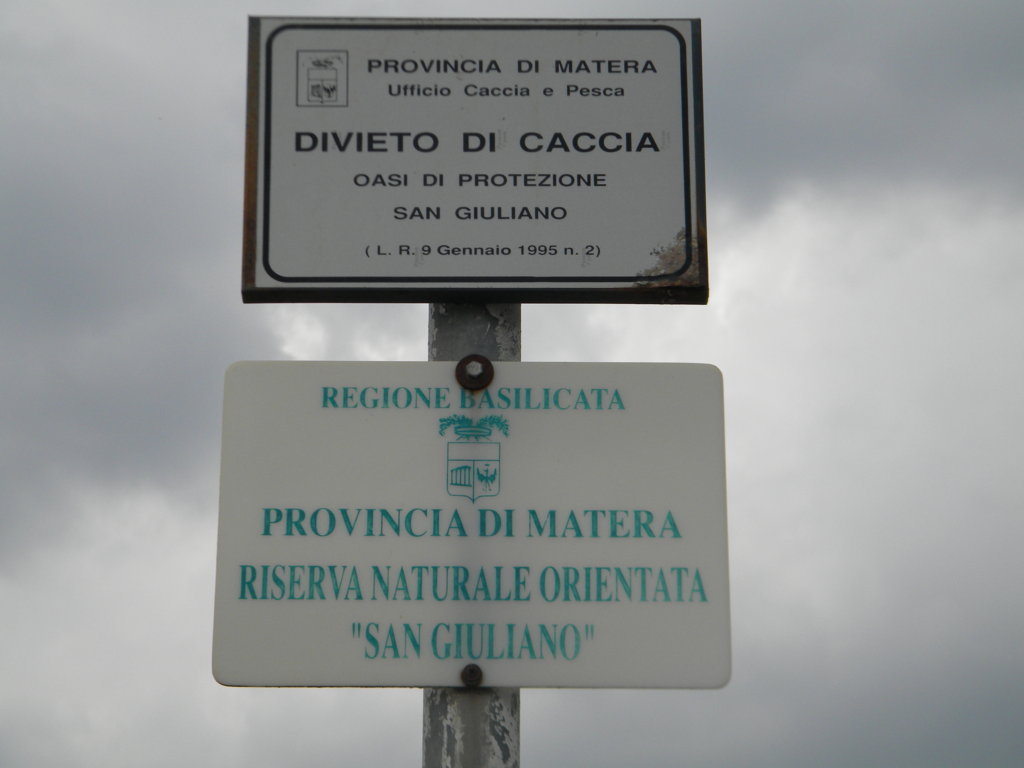 PROVINCIA DI MATERA
Ufficio Caccia e Pesca
DIVIETO DI CACCIA
OASI DI PROTEZIONE
SAN GIULIANO
( L. R. 9 Gennaio 1995 n. 2)
REGIONE BASILICATA
PROVINCIA DI MATERA
RISERVA NATURALE ORIENTATA
"SAN GIULIANO"